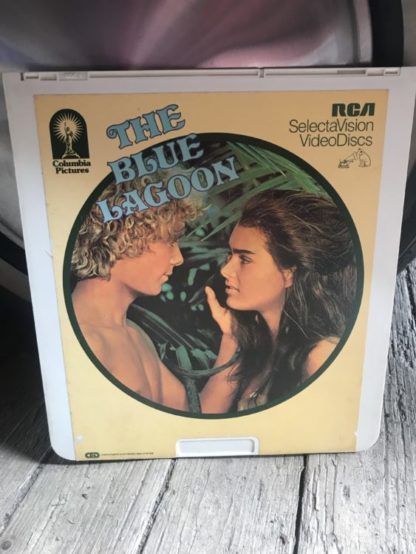 THE
BLUE
LAGOON
Columbia
Pictures
RCA
SelectaVision
VideoDiscs
CED